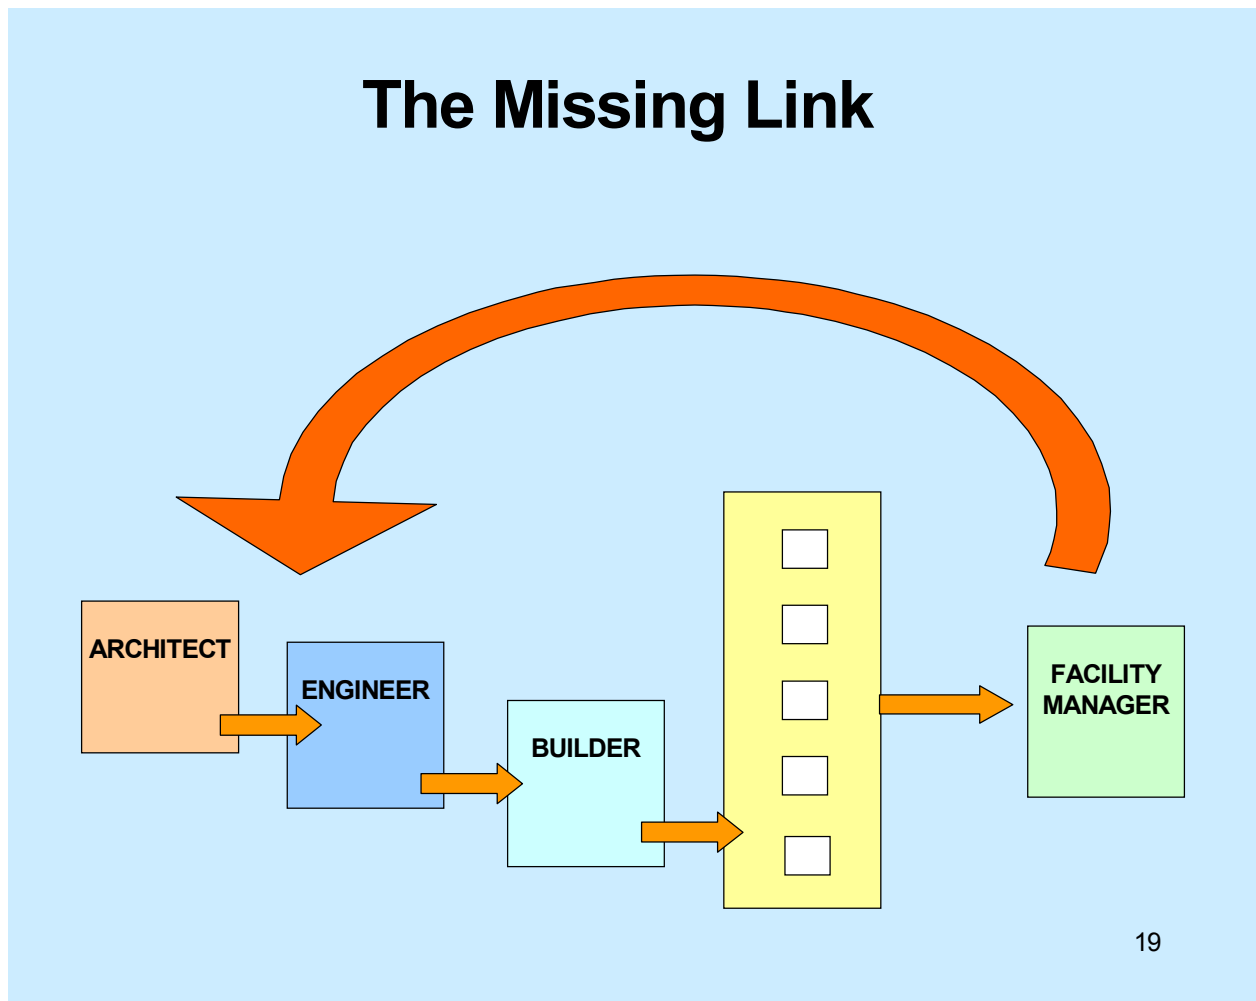 The Missing Link
ARCHITECT
ENGINEER
BUILDER
FACILITY
MANAGER
19